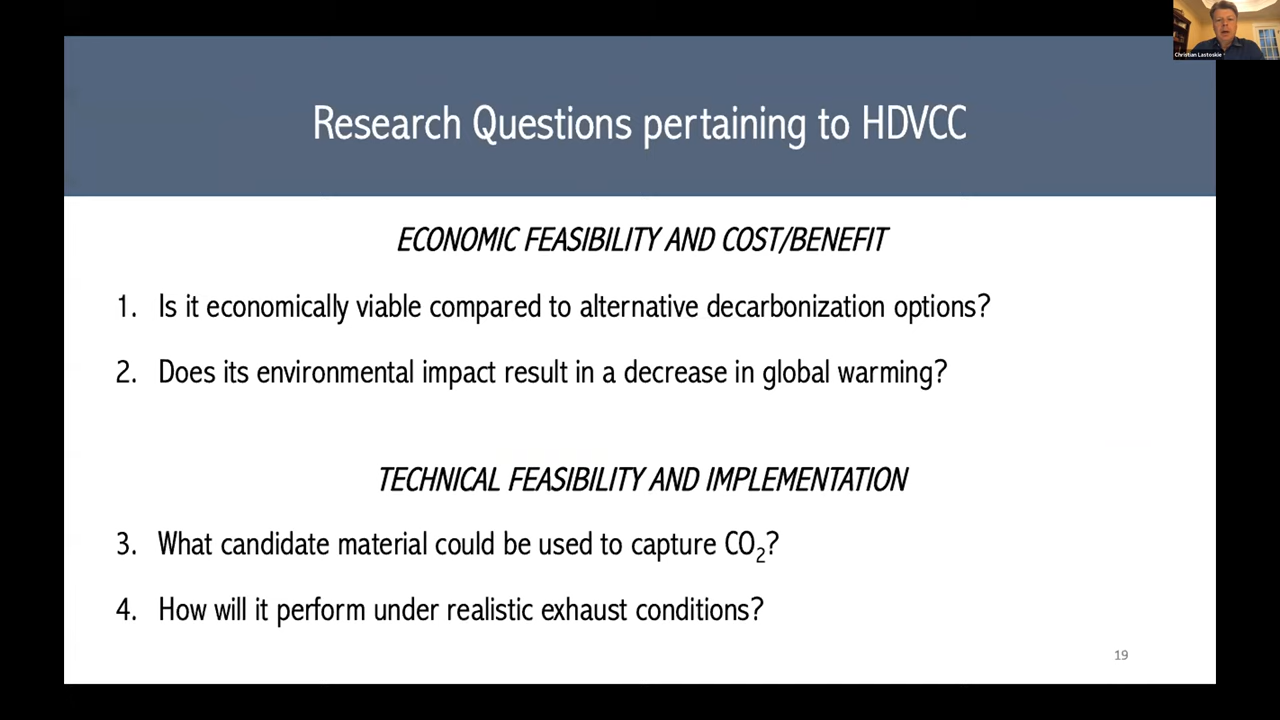 Christian Lastoskie
Research Questions pertaining to HDVCC
ECONOMIC FEASIBILITY AND COST/BENEFIT
1. Is it economically viable compared to alternative decarbonization options?
2. Does its environmental impact result in a decrease in global warming?
TECHNICAL FEASIBILITY AND IMPLEMENTATION
3. What candidate material could be used to capture CO₂?
4. How will it perform under realistic exhaust conditions?
19